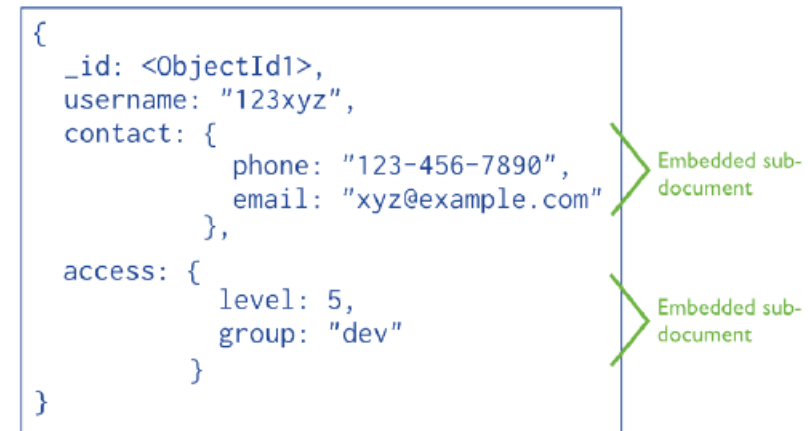 {
_id: <ObjectId1>,
username: "123xyz",
contact: {
phone: "123-456-7890",
email: "xyz@example.com"
},
Embedded sub-
document
access: {
level: 5,
group: "dev"
}
Embedded sub-
document
}